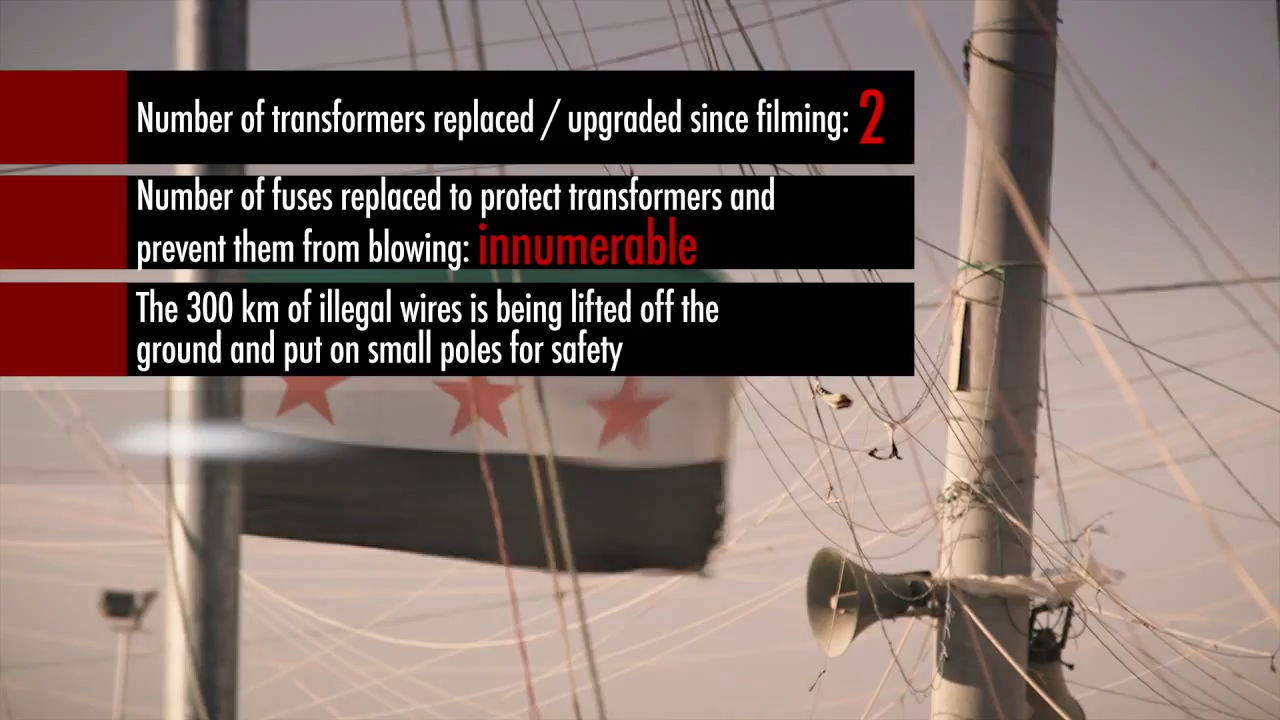 Number of transformers replaced / upgraded since filming: 2
Number of fuses replaced to protect transformers and
prevent them from blowing: innumerable
The 300 km of illegal wires is being lifted off the
ground and put on small poles for safety